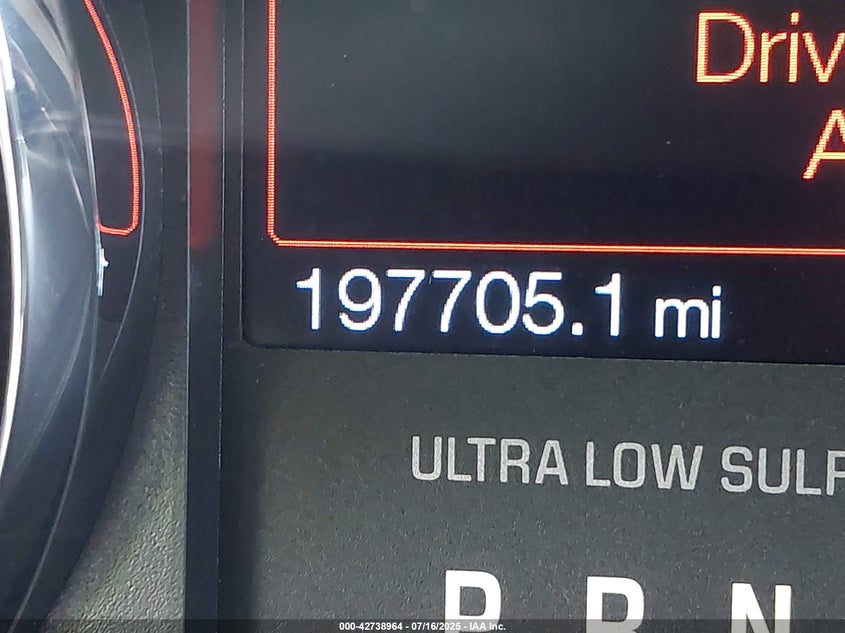 Driv
A
197705.1 mi
ULTRA LOW SULF
P R N
000-42738964 - 07/16/2025 - IAA Inc.